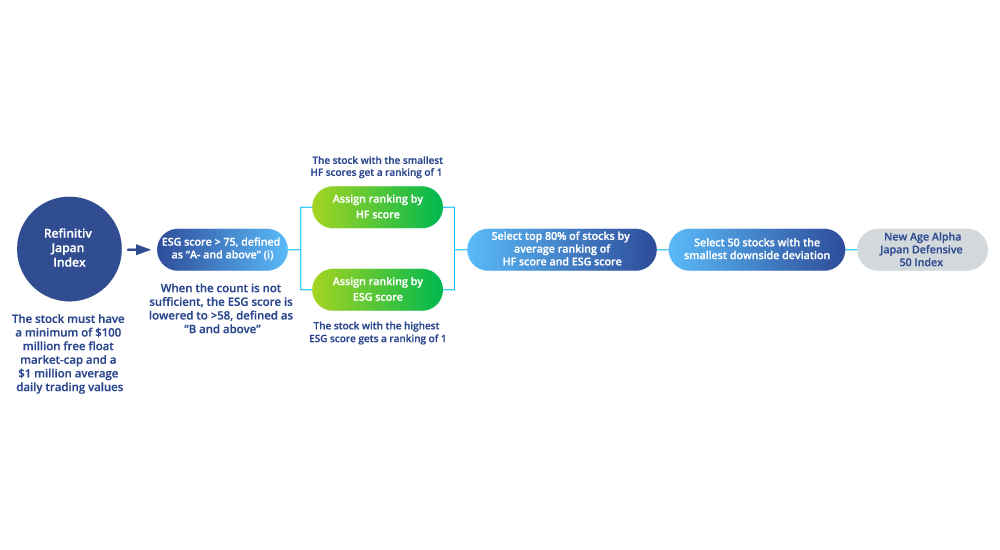 Refinitiv
Japan
Index
The stock must have
a minimum of $100
million free float
market-cap and a
$1 million average
daily trading values
ESG score > 75, defined
as “A- and above” (i)
When the count is not
sufficient, the ESG score is
lowered to >58, defined as
“B and above”
The stock with the smallest
HF scores get a ranking of 1
Assign ranking by
HF score
Assign ranking by
ESG score
The stock with the highest
ESG score gets a ranking of 1
Select top 80% of stocks by
average ranking of
HF score and ESG score
Select 50 stocks with the
smallest downside deviation
New Age Alpha
Japan Defensive
50 Index